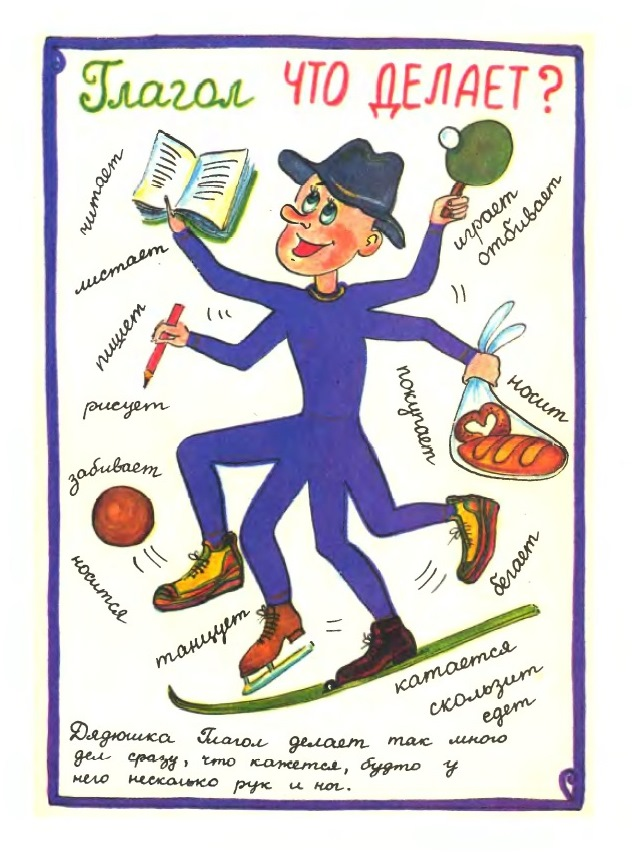 Глагол ЧТО ДЕЛАЕТ?
читает
листает
играет
отбивает
пишет
рисует
покупает
носит
забивает
носится
бегает
танцует
катается
скользит
едет
Дядюшка Глагол делает так много
дел сразу, что кажется, будто у
него несколько рук и ног.